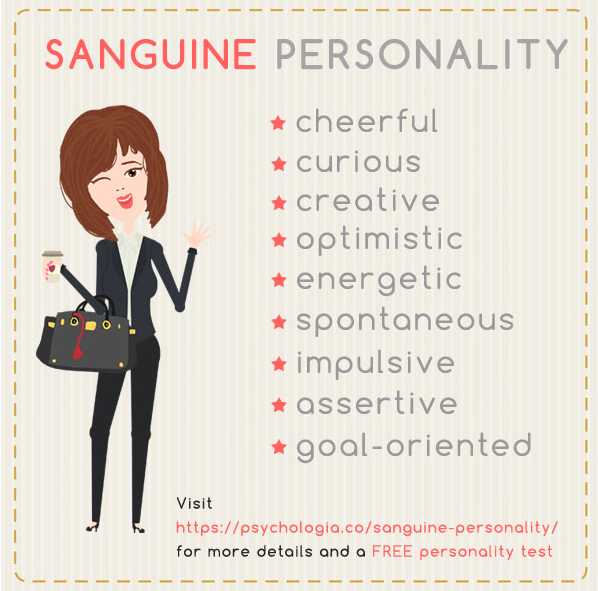 SANGUINE PERSONALITY
cheerful
curious
creative
optimistic
energetic
spontaneous
impulsive
assertive
goal-oriented
Visit
https://psychologia.co/sanguine-personality/
for more details and a FREE personality test